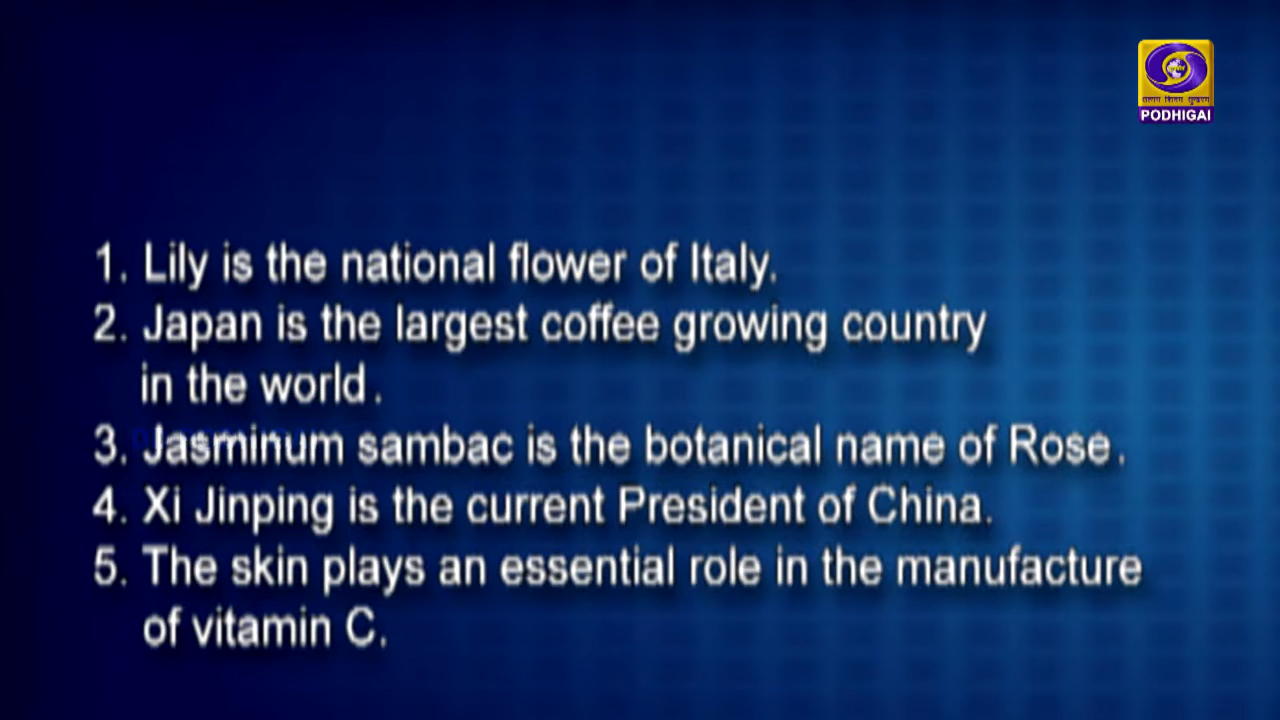 PODHIGAI
1. Lily is the national flower of Italy.
2. Japan is the largest coffee growing country
in the world.
3. Jasminum sambac is the botanical name of Rose.
4. Xi Jinping is the current President of China.
5. The skin plays an essential role in the manufacture
of vitamin C.